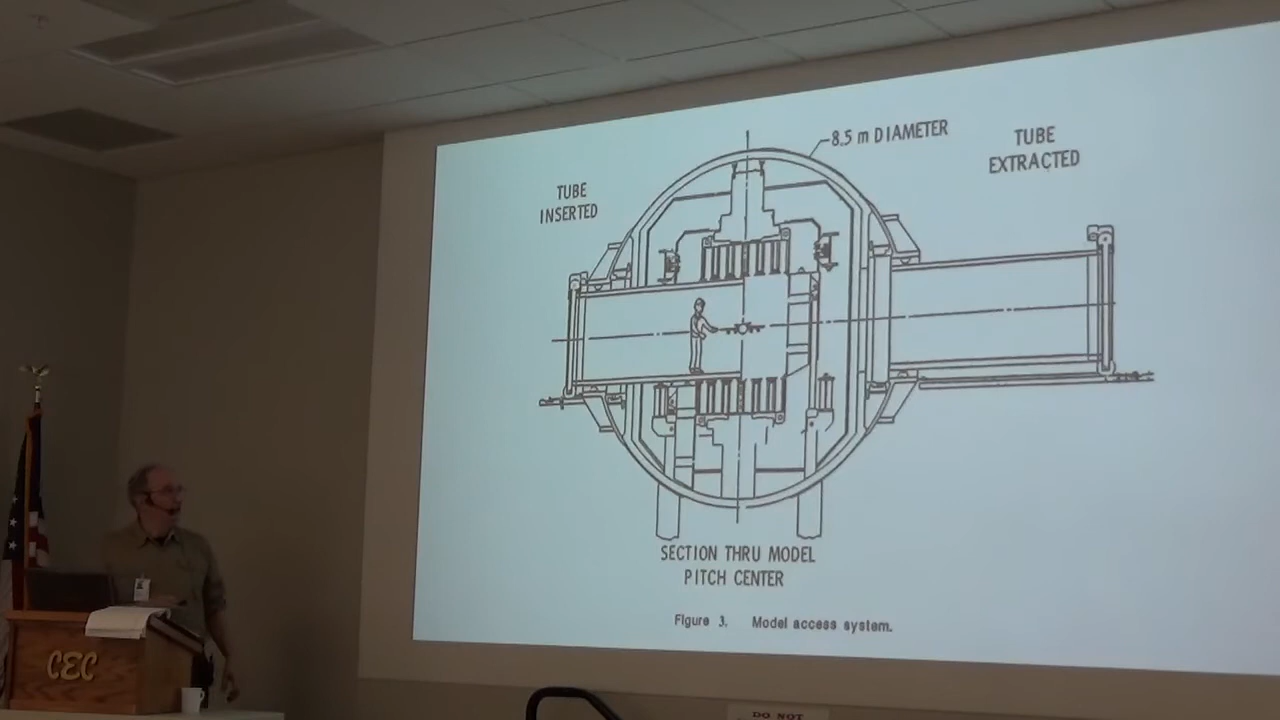 8.5 m DIAMETER
TUBE
EXTRACTED
TUBE
INSERTED
SECTION THRU MODEL
PITCH CENTER
Figure 3. Model access system.
CEC
DO NOT